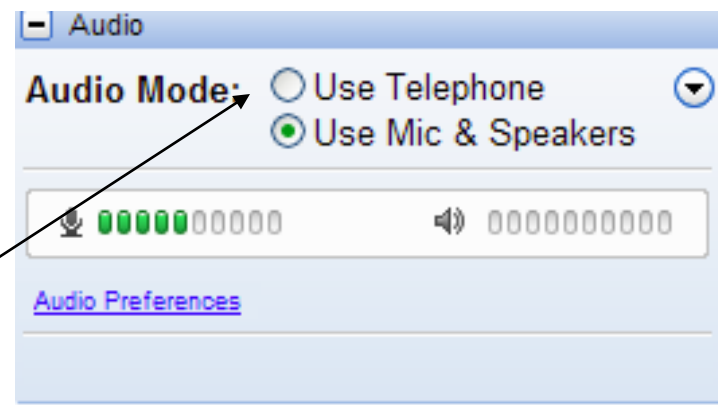 Audio
Audio Mode: Use Telephone
Use Mic & Speakers
Audio Preferences